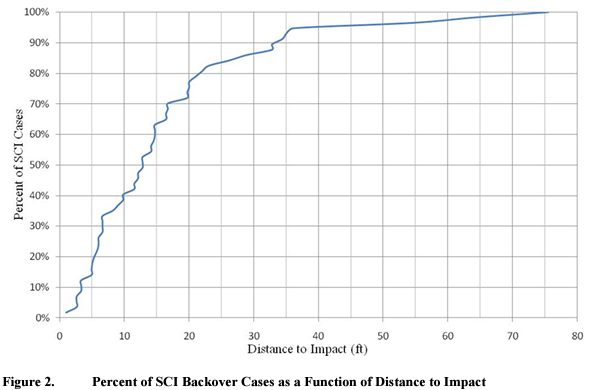 100%
90%
80%
70%
60%
50%
40%
30%
20%
10%
0%
Percent of SCI Cases
0 10 20 30 40 50 60 70 80
Distance to Impact (ft)
Figure 2. Percent of SCI Backover Cases as a Function of Distance to Impact